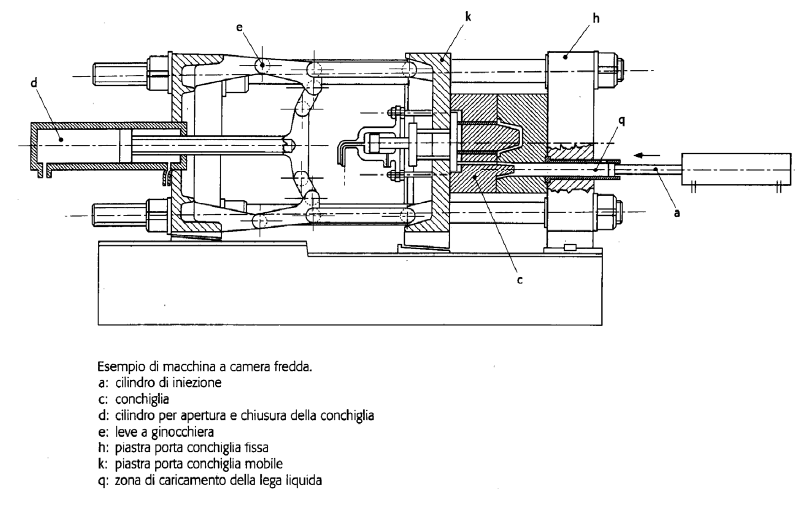 e
k
h
d
q
a
c
Esempio di macchina a camera fredda.
a: cilindro di iniezione
c: conchiglia
d: cilindro per apertura e chiusura della conchiglia
e: leve a ginocchiera
h: piastra porta conchiglia fissa
k: piastra porta conchiglia mobile
q: zona di caricamento della lega liquida